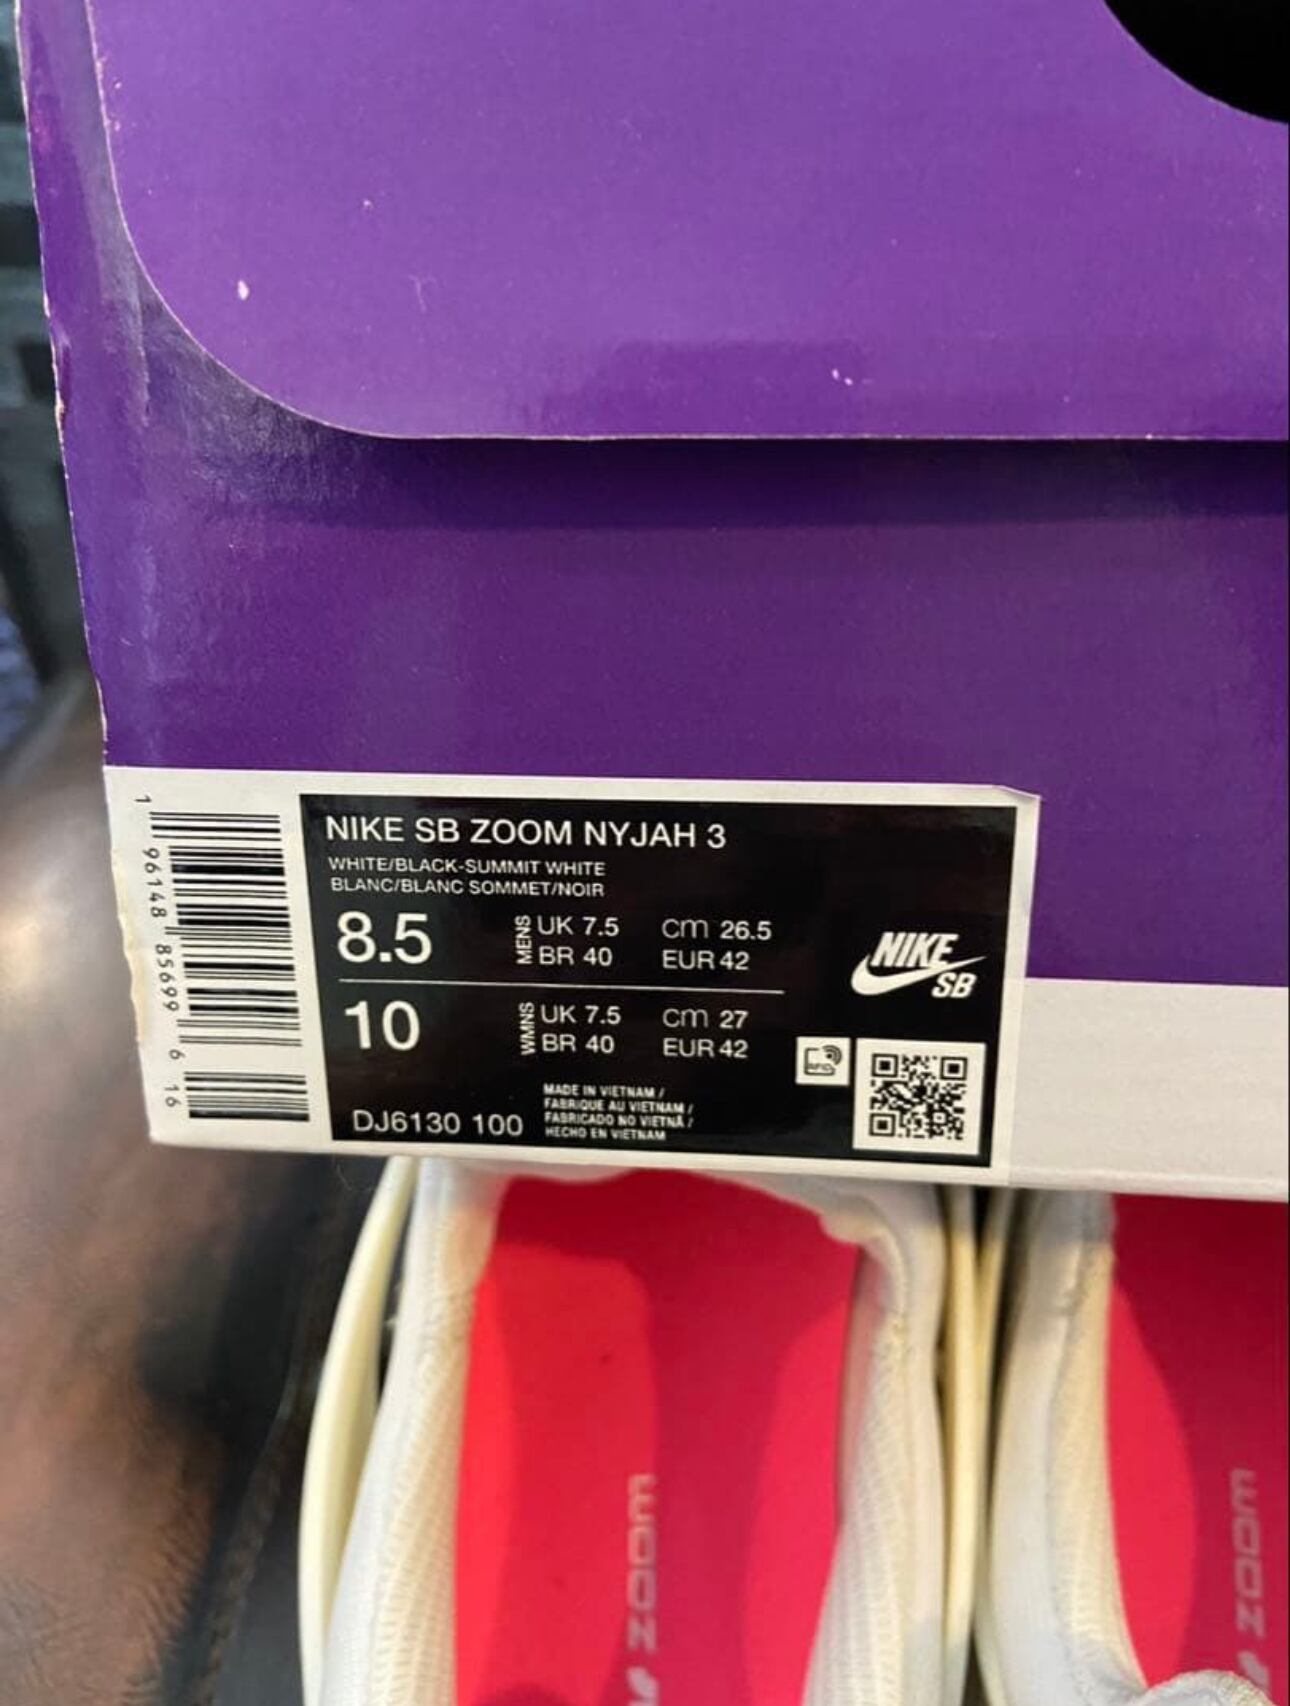 NIKE SB ZOOM NYJAH 3
WHITE/BLACK-SUMMIT WHITE
BLANC/BLANC SOMMET/NOIR
8.5 MENS UK 7.5 cm 26.5
BR 40 EUR 42
10 WMNS UK 7.5 cm 27
BR 40 EUR 42
NIKE
SB
RFID
MADE IN VIETNAM /
FABRIQUÉ AU VIETNAM /
FABRICADO NO VIETNÃ /
HECHO EN VIETNAM
DJ6130 100
1 96148 85699 6 16
ZOOM
ZOOM